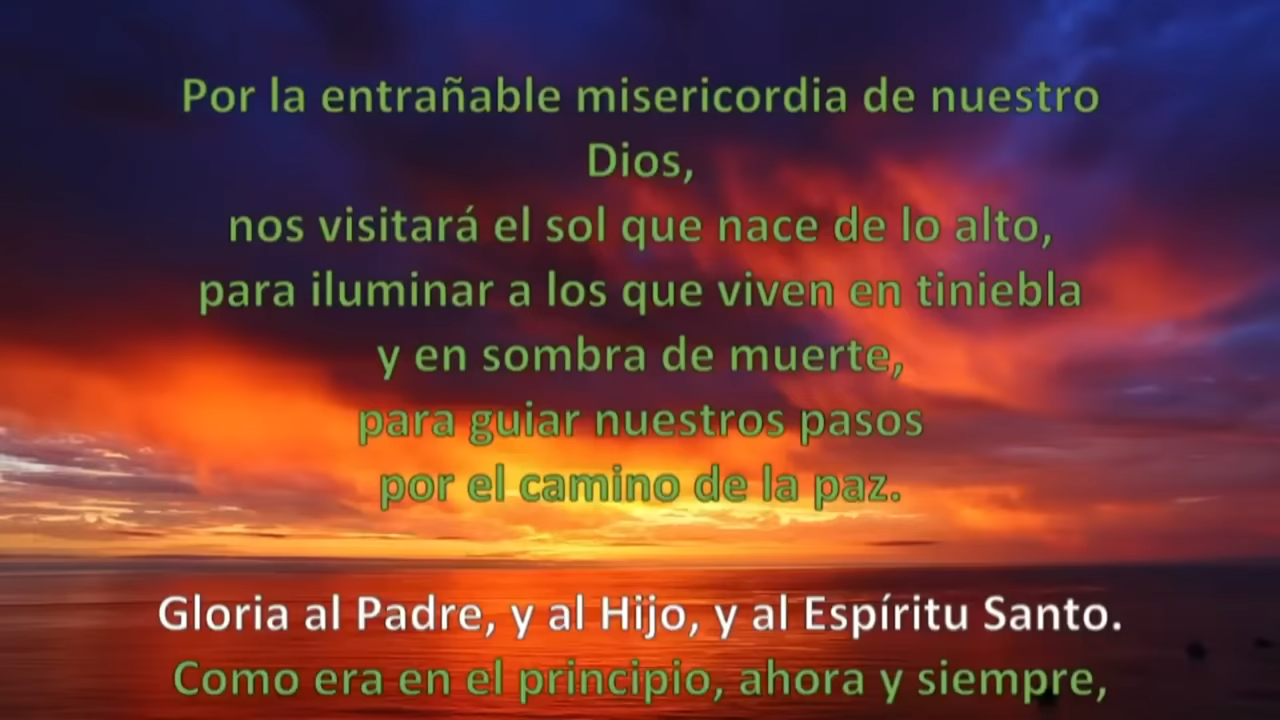 Por la entrañable misericordia de nuestro
Dios,
nos visitará el sol que nace de lo alto,
para iluminar a los que viven en tiniebla
y en sombra de muerte,
para guiar nuestros pasos
por el camino de la paz.
Gloria al Padre, y al Hijo, y al Espíritu Santo.
Como era en el principio, ahora y siempre,